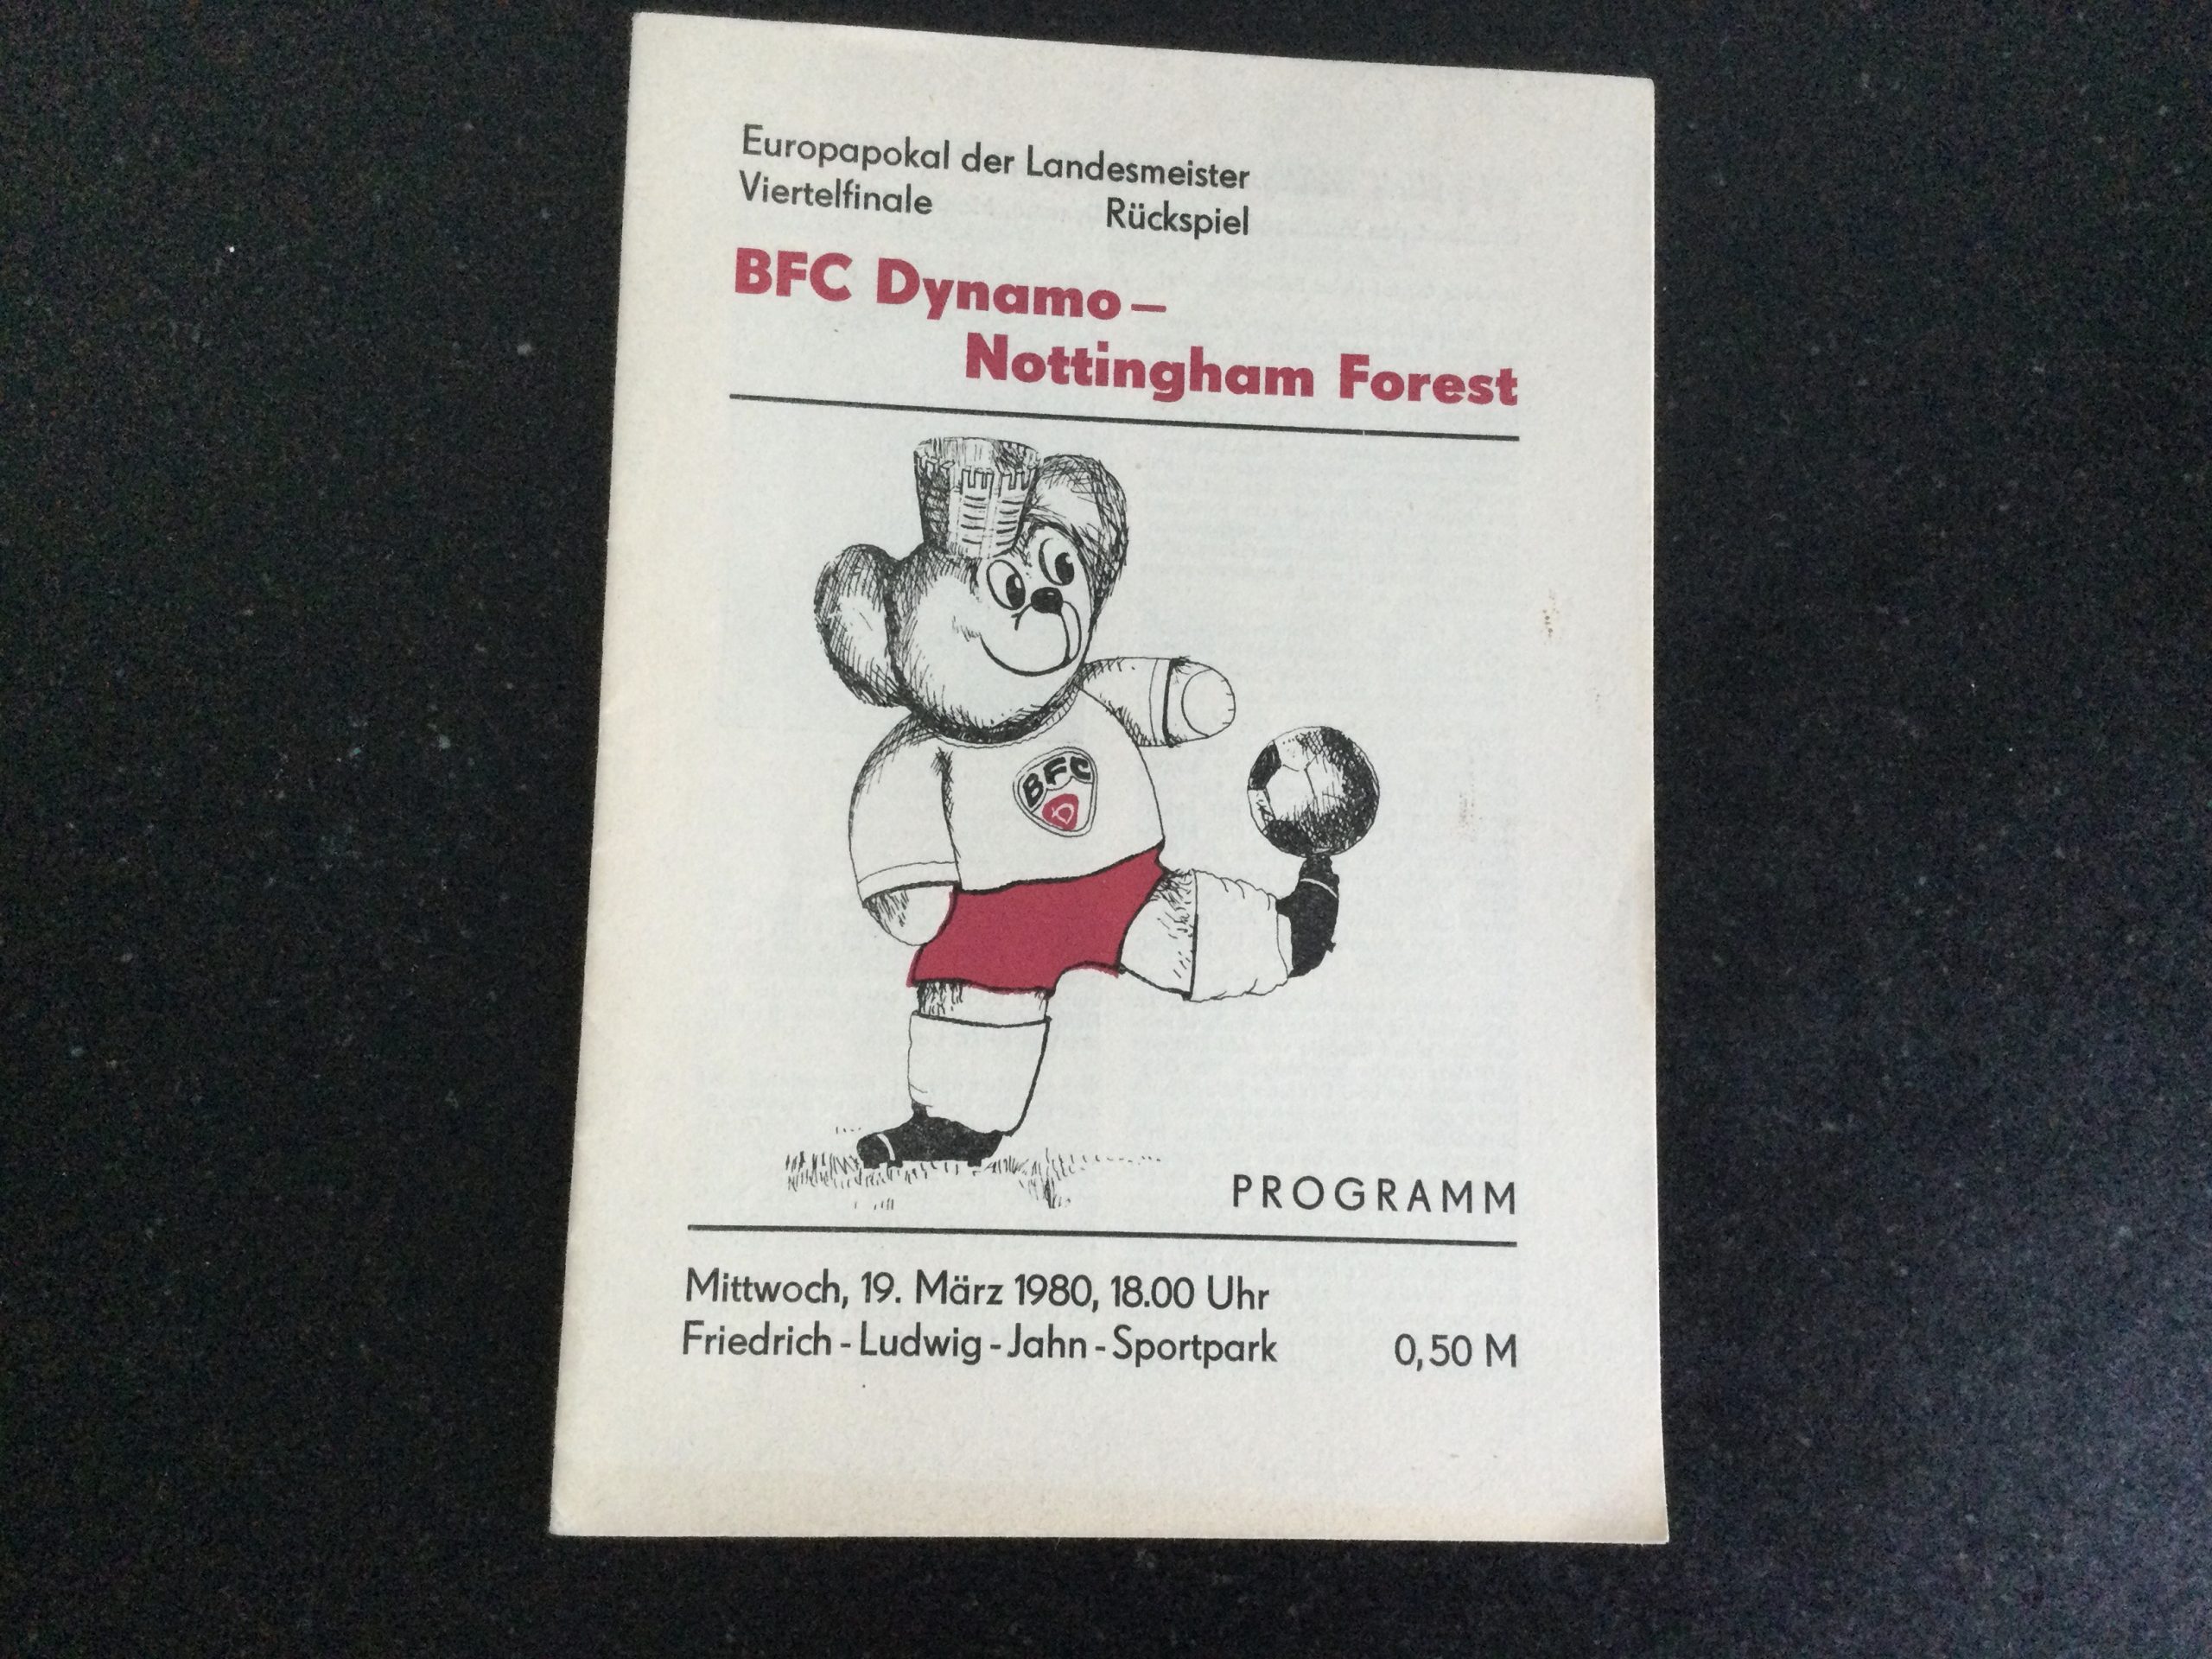 Europapokal der Landesmeister
Viertelfinale Rückspiel
BFC Dynamo –
Nottingham Forest
BFC
D
PROGRAMM
Mittwoch, 19. März 1980, 18.00 Uhr
Friedrich - Ludwig - Jahn - Sportpark 0,50 M